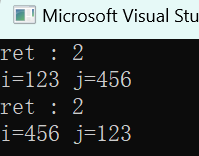 Microsoft Visual Stu
ret : 2
i=123 j=456
ret : 2
i=456 j=123